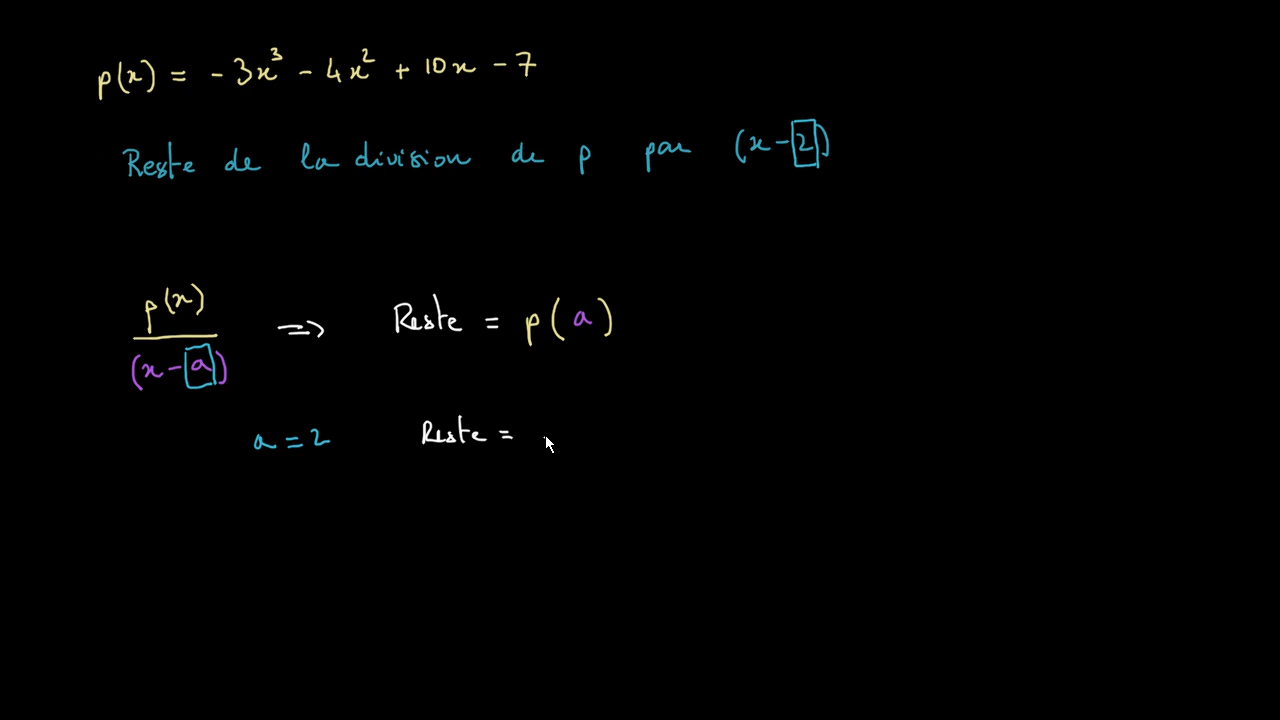 p(x) = -3x³ - 4x² + 10x - 7
Reste de la division de p par (x-2)
p(x)/(x-a) => Reste = p(a)
a = 2 Reste =